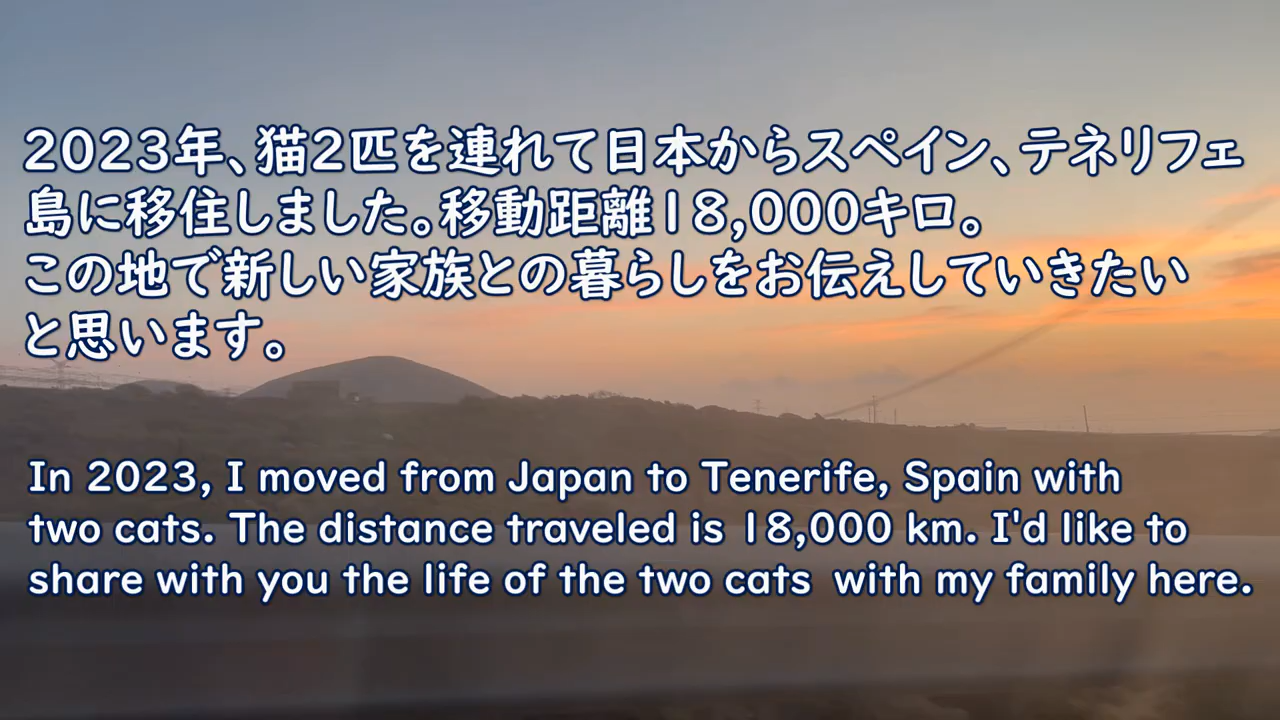 2023年、猫2匹を連れて日本からスペイン、テネリフェ
島に移住しました。移動距離18,000キロ。
この地で新しい家族との暮らしをお伝えしていきたい
と思います。
In 2023, I moved from Japan to Tenerife, Spain with
two cats. The distance traveled is 18,000 km. I'd like to
share with you the life of the two cats  with my family here.